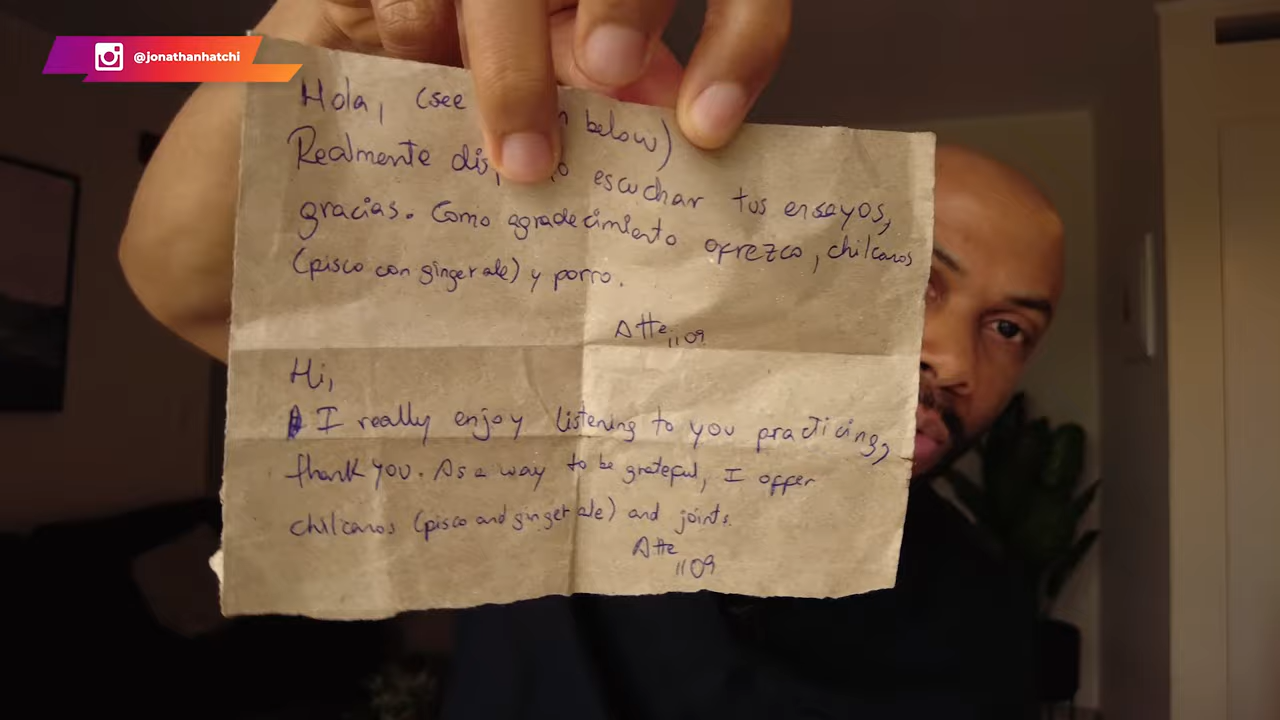 @jonathanhatchi
Hola, (see below)
Realmente escuchar tus ensayos,
gracias. Como agradecimiento ofrezco, chilcanos
(pisco con ginger ale) y porro.
Atte 1109
Hi,
I really enjoy listening to you practicing,
thank you. As a way to be grateful, I offer
chilcanos (pisco and ginger ale) and joints.
Atte
1109